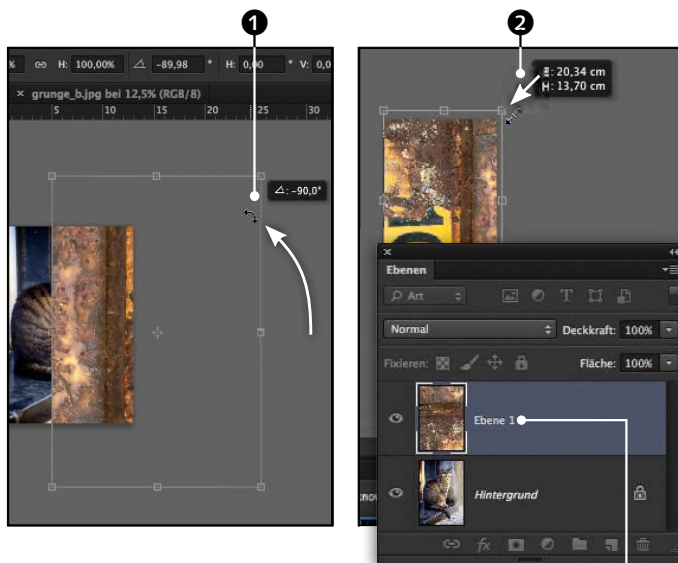 1
2
% H: 100,00% -89,98 ° H: 0,00 ° V: 0,0
× grunge_b.jpg bei 12,5% (RGB/8)
5 10 15 20 25 30
⊿: -90,0°
: 20,34 cm
H: 13,70 cm
Ebenen
Art
Normal Deckkraft: 100%
Fixieren: Fläche: 100%
Ebene 1
Hintergrund
fx